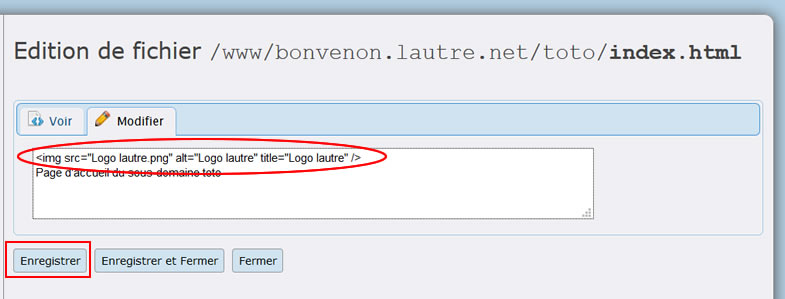 Edition de fichier /www/bonvenon.lautre.net/toto/index.html
Voir Modifier
<img src="Logo lautre.png" alt="Logo lautre" title="Logo lautre" />
Page d'accueil du sous-domaine toto
Enregistrer Enregistrer et Fermer Fermer